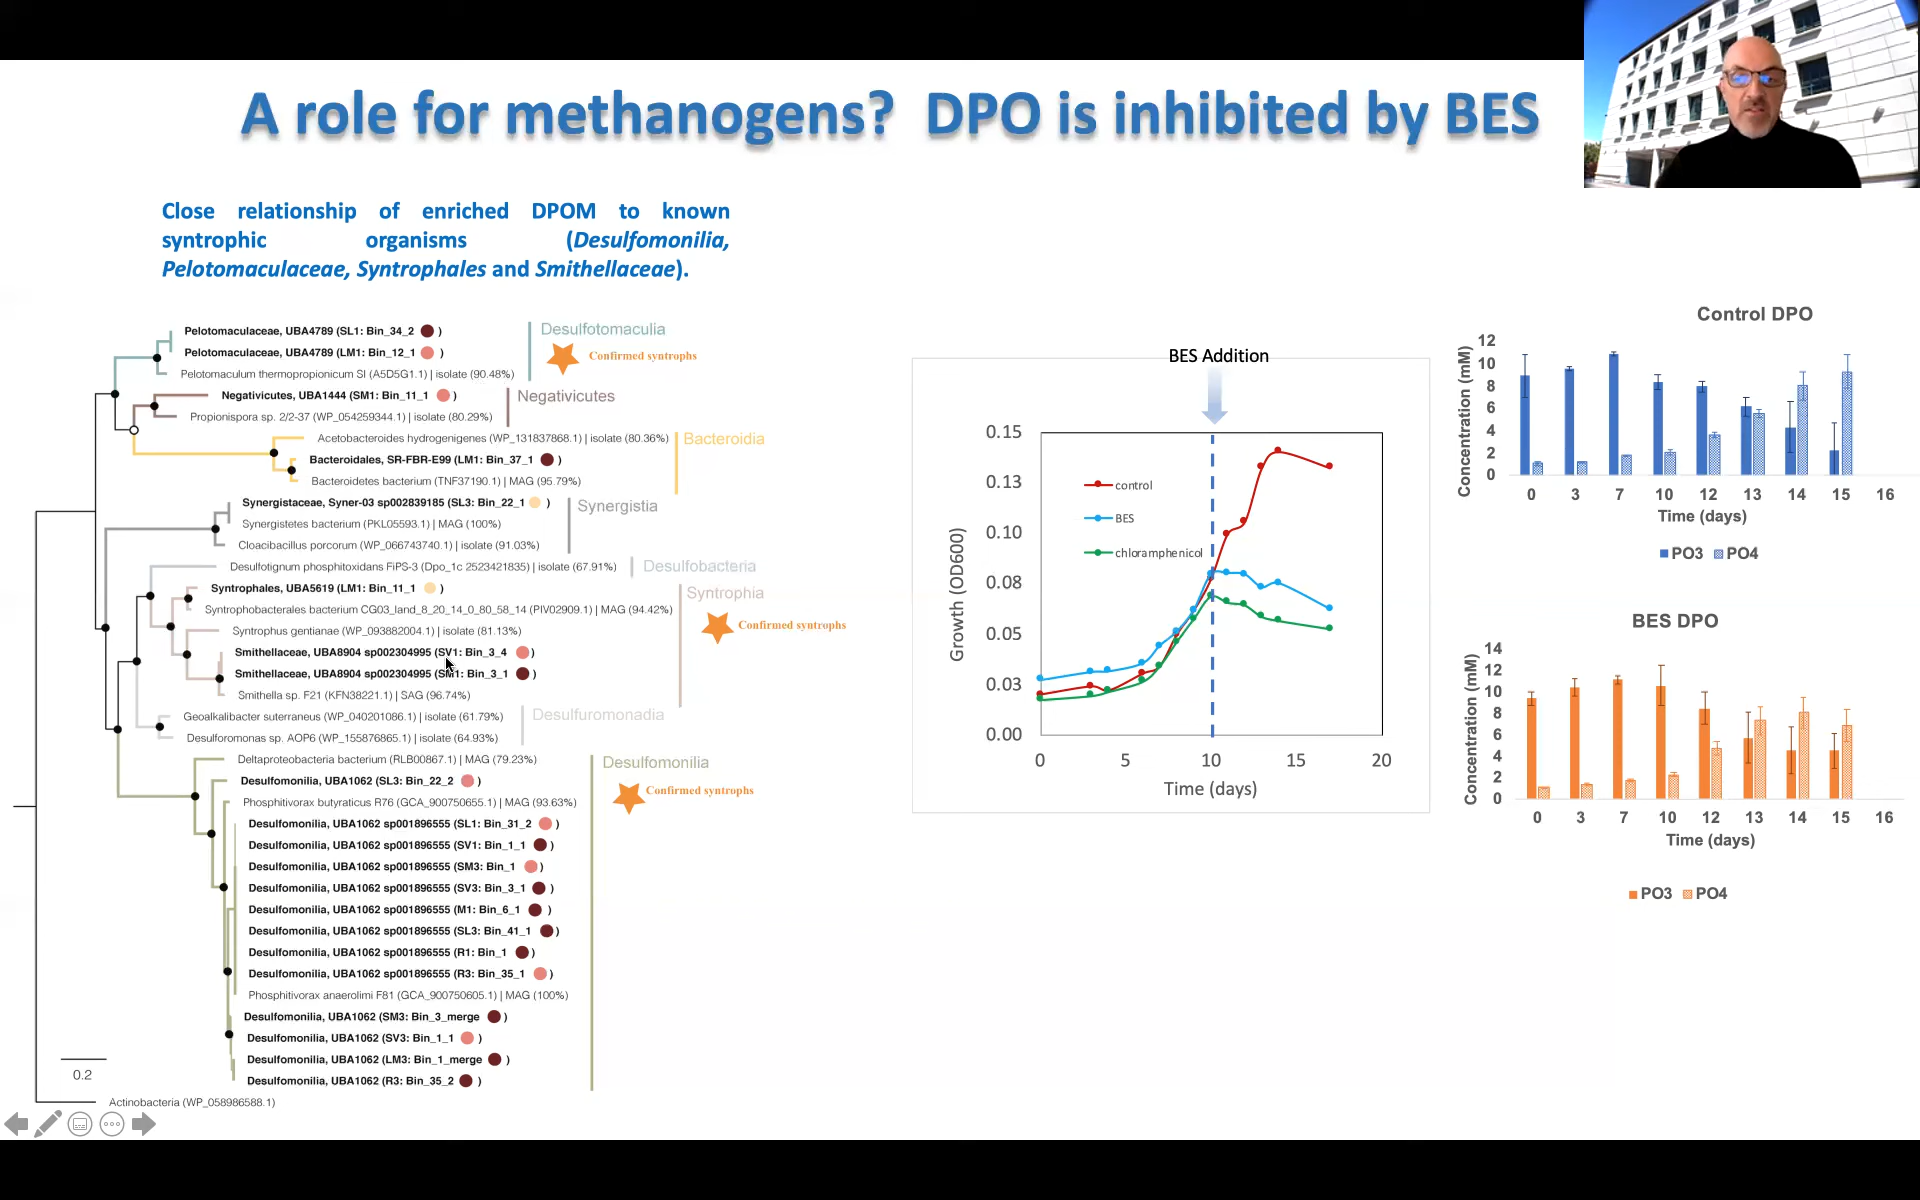 A role for methanogens?  DPO is inhibited by BES
Close relationship of enriched DPOM to known
syntrophic organisms (Desulfomonilia,
Pelotomaculaceae, Syntrophales and Smithellaceae).
Pelotomaculaceae, UBA4789 (SL1: Bin_34_2 )
Pelotomaculaceae, UBA4789 (LM1: Bin_12_1 )
Pelotomaculum thermopropionicum SI (A5D5G1.1) | isolate (90.48%)
Desulfotomaculia
Confirmed syntrophs
Negativicutes, UBA1444 (SM1: Bin_11_1 )
Propionispora sp. 2/2-37 (WP_054259344.1) | isolate (80.29%)
Negativicutes
Acetobacteroides hydrogenigenes (WP_131837868.1) | isolate (80.36%)
Bacteroidales, SR-FBR-E99 (LM1: Bin_37_1 )
Bacteroidetes bacterium (TNF37190.1) | MAG (95.79%)
Bacteroidia
Synergistaceae, Syner-03 sp002839185 (SL3: Bin_22_1 )
Synergistetes bacterium (PKL05593.1) | MAG (100%)
Cloacibacillus porcorum (WP_066743740.1) | isolate (91.03%)
Synergistia
Desulfotignum phosphitoxidans FiPS-3 (Dpo_1c 2523421835) | isolate (67.91%)
Desulfobacteria
Syntrophales, UBA5619 (LM1: Bin_11_1 )
Syntrophobacterales bacterium CG03_land_8_20_14_0_80_58_14 (PIV02909.1) | MAG (94.42%)
Syntrophus gentianae (WP_093882004.1) | isolate (81.13%)
Smithellaceae, UBA8904 sp002304995 (SV1: Bin_3_4 )
Smithellaceae, UBA8904 sp002304995 (SM1: Bin_3_1 )
Smithella sp. F21 (KFN38221.1) | SAG (96.74%)
Syntrophia
Confirmed syntrophs
Geoalkalibacter suterraneus (WP_040201086.1) | isolate (61.79%)
Desulforomonas sp. AOP6 (WP_155876865.1) | isolate (64.93%)
Desulfuromonadia
Deltaproteobacteria bacterium (RLB00867.1) | MAG (79.23%)
Desulfomonilia, UBA1062 (SL3: Bin_22_2 )
Phosphitivorax butyraticus R76 (GCA_900750655.1) | MAG (93.63%)
Desulfomonilia, UBA1062 sp001896555 (SL1: Bin_31_2 )
Desulfomonilia, UBA1062 sp001896555 (SV1: Bin_1_1 )
Desulfomonilia, UBA1062 sp001896555 (SM3: Bin_1 )
Desulfomonilia, UBA1062 sp001896555 (SV3: Bin_3_1 )
Desulfomonilia, UBA1062 sp001896555 (M1: Bin_6_1 )
Desulfomonilia, UBA1062 sp001896555 (SL3: Bin_41_1 )
Desulfomonilia, UBA1062 sp001896555 (R1: Bin_1 )
Desulfomonilia, UBA1062 sp001896555 (R3: Bin_35_1 )
Phosphitivorax anaerolimi F81 (GCA_900750605.1) | MAG (100%)
Desulfomonilia, UBA1062 (SM3: Bin_3_merge )
Desulfomonilia, UBA1062 (SV3: Bin_1_1 )
Desulfomonilia, UBA1062 (LM3: Bin_1_merge )
Desulfomonilia, UBA1062 (R3: Bin_35_2 )
Desulfomonilia
Confirmed syntrophs
Actinobacteria (WP_058986588.1)
0.2
BES Addition
Growth (OD600)
0.15
0.13
0.10
0.08
0.05
0.03
0.00
control
BES
chloramphenicol
0 5 10 15 20
Time (days)
Control DPO
Concentration (mM)
12
10
8
6
4
2
0
0 3 7 10 12 13 14 15 16
Time (days)
PO3 PO4
BES DPO
Concentration (mM)
14
12
10
8
6
4
2
0
0 3 7 10 12 13 14 15 16
Time (days)
PO3 PO4